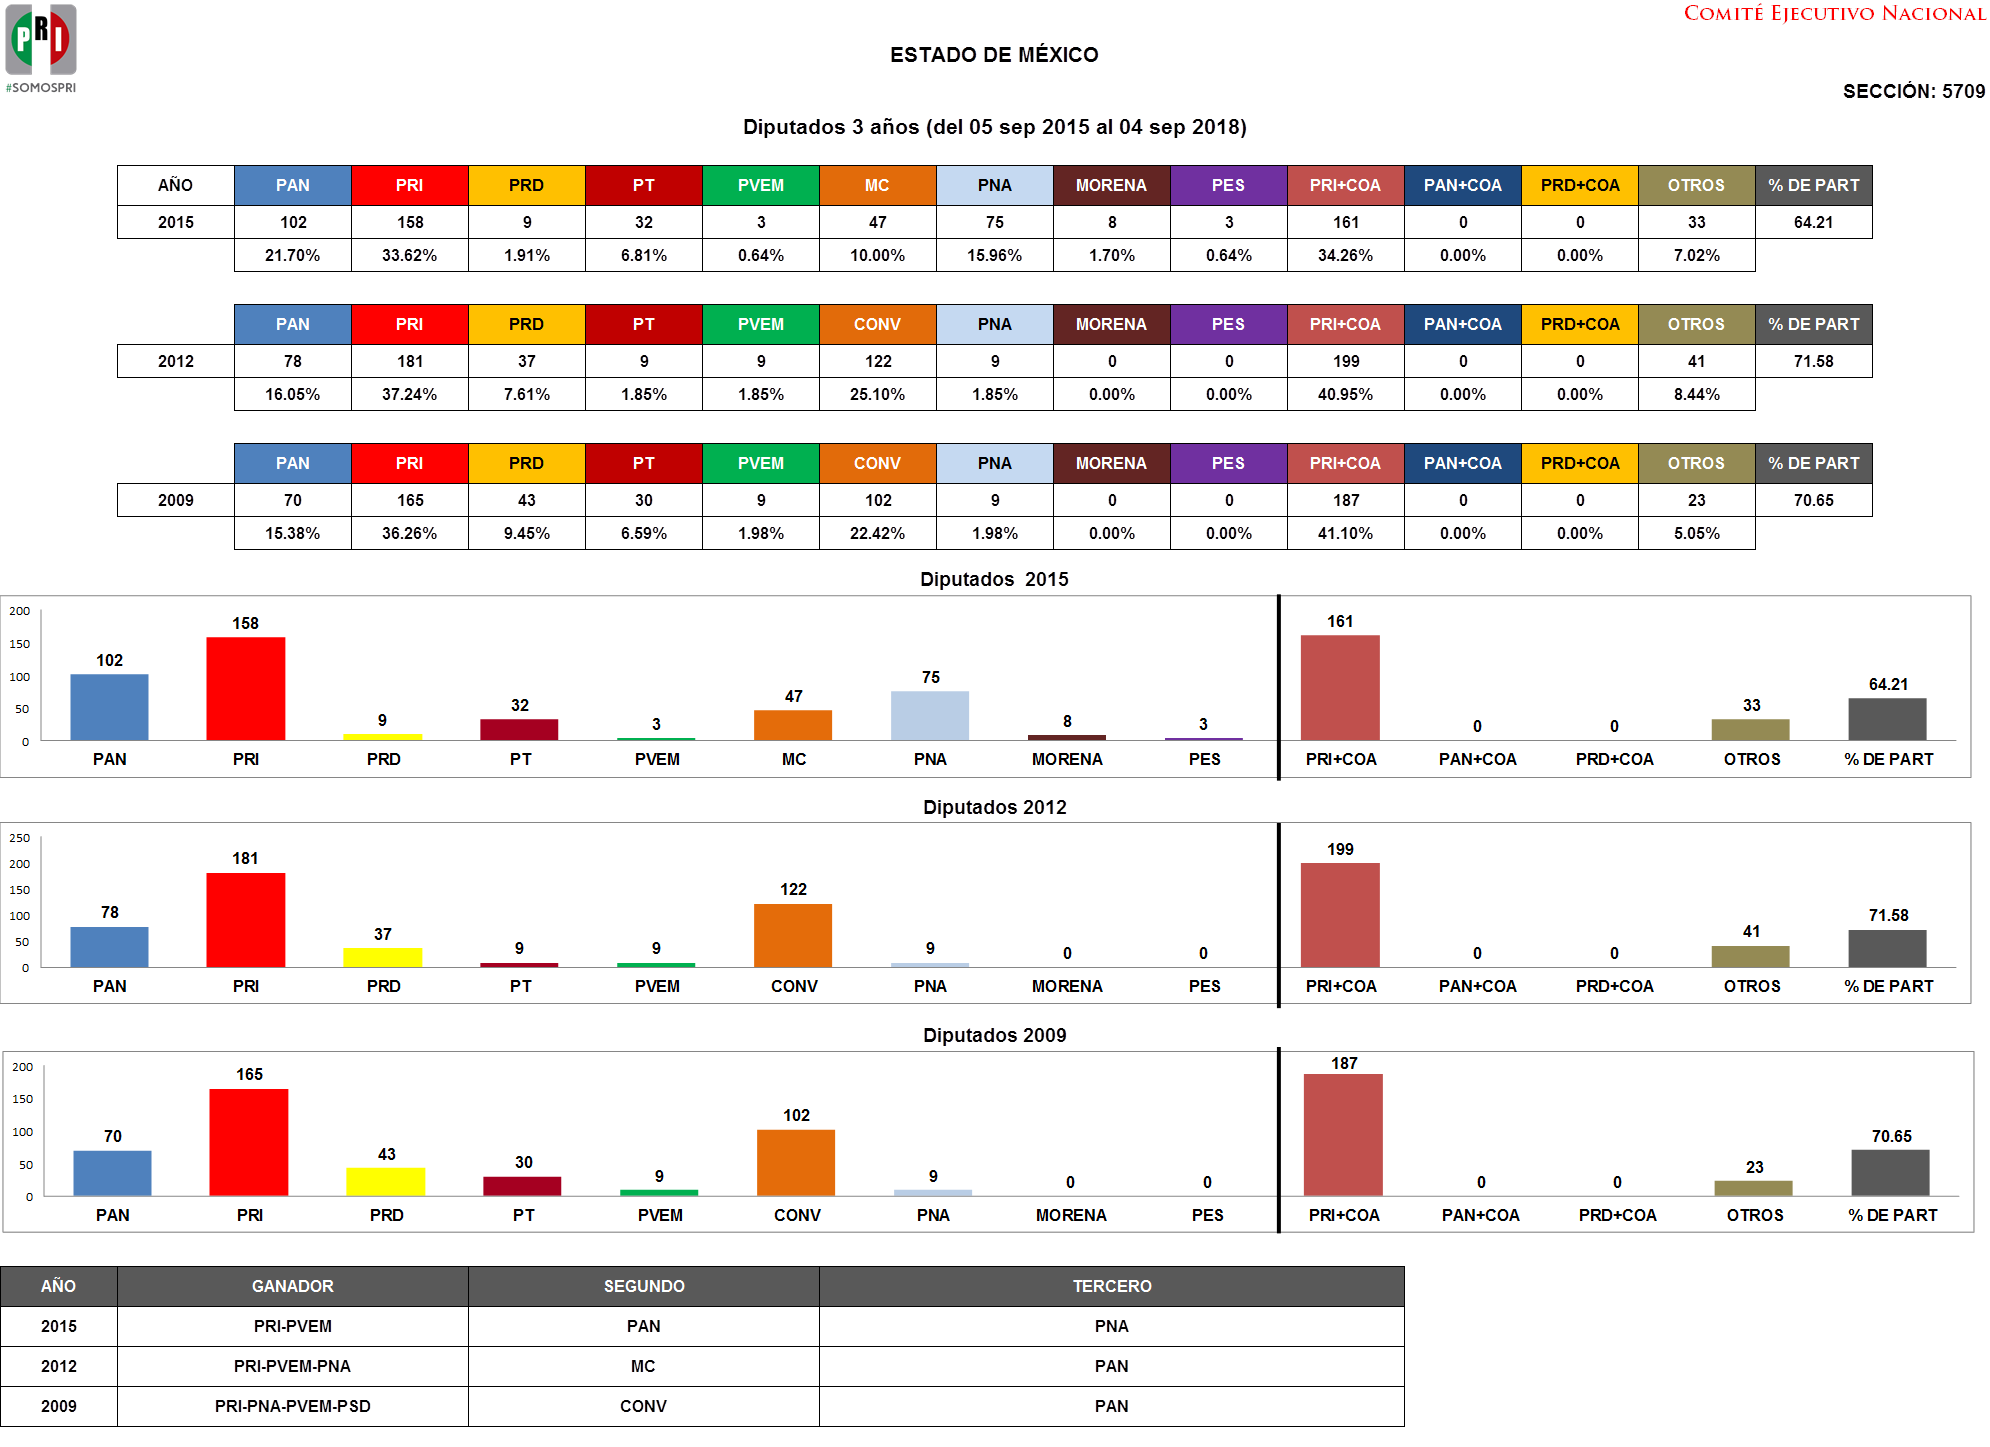 PRI
#SOMOSPRI
COMITÉ EJECUTIVO NACIONAL
ESTADO DE MÉXICO
SECCIÓN: 5709
Diputados 3 años (del 05 sep 2015 al 04 sep 2018)
AÑO PAN PRI PRD PT PVEM MC PNA MORENA PES PRI+COA PAN+COA PRD+COA OTROS % DE PART
2015 102 158 9 32 3 47 75 8 3 161 0 0 33 64.21
21.70% 33.62% 1.91% 6.81% 0.64% 10.00% 15.96% 1.70% 0.64% 34.26% 0.00% 0.00% 7.02%
PAN PRI PRD PT PVEM CONV PNA MORENA PES PRI+COA PAN+COA PRD+COA OTROS % DE PART
2012 78 181 37 9 9 122 9 0 0 199 0 0 41 71.58
16.05% 37.24% 7.61% 1.85% 1.85% 25.10% 1.85% 0.00% 0.00% 40.95% 0.00% 0.00% 8.44%
PAN PRI PRD PT PVEM CONV PNA MORENA PES PRI+COA PAN+COA PRD+COA OTROS % DE PART
2009 70 165 43 30 9 102 9 0 0 187 0 0 23 70.65
15.38% 36.26% 9.45% 6.59% 1.98% 22.42% 1.98% 0.00% 0.00% 41.10% 0.00% 0.00% 5.05%
Diputados 2015
200
150
100
50
0
102 158 9 32 3 47 75 8 3 161 0 0 33 64.21
PAN PRI PRD PT PVEM MC PNA MORENA PES PRI+COA PAN+COA PRD+COA OTROS % DE PART
Diputados 2012
250
200
150
100
50
0
78 181 37 9 9 122 9 0 0 199 0 0 41 71.58
PAN PRI PRD PT PVEM CONV PNA MORENA PES PRI+COA PAN+COA PRD+COA OTROS % DE PART
Diputados 2009
200
150
100
50
0
70 165 43 30 9 102 9 0 0 187 0 0 23 70.65
PAN PRI PRD PT PVEM CONV PNA MORENA PES PRI+COA PAN+COA PRD+COA OTROS % DE PART
AÑO GANADOR SEGUNDO TERCERO
2015 PRI-PVEM PAN PNA
2012 PRI-PVEM-PNA MC PAN
2009 PRI-PNA-PVEM-PSD CONV PAN